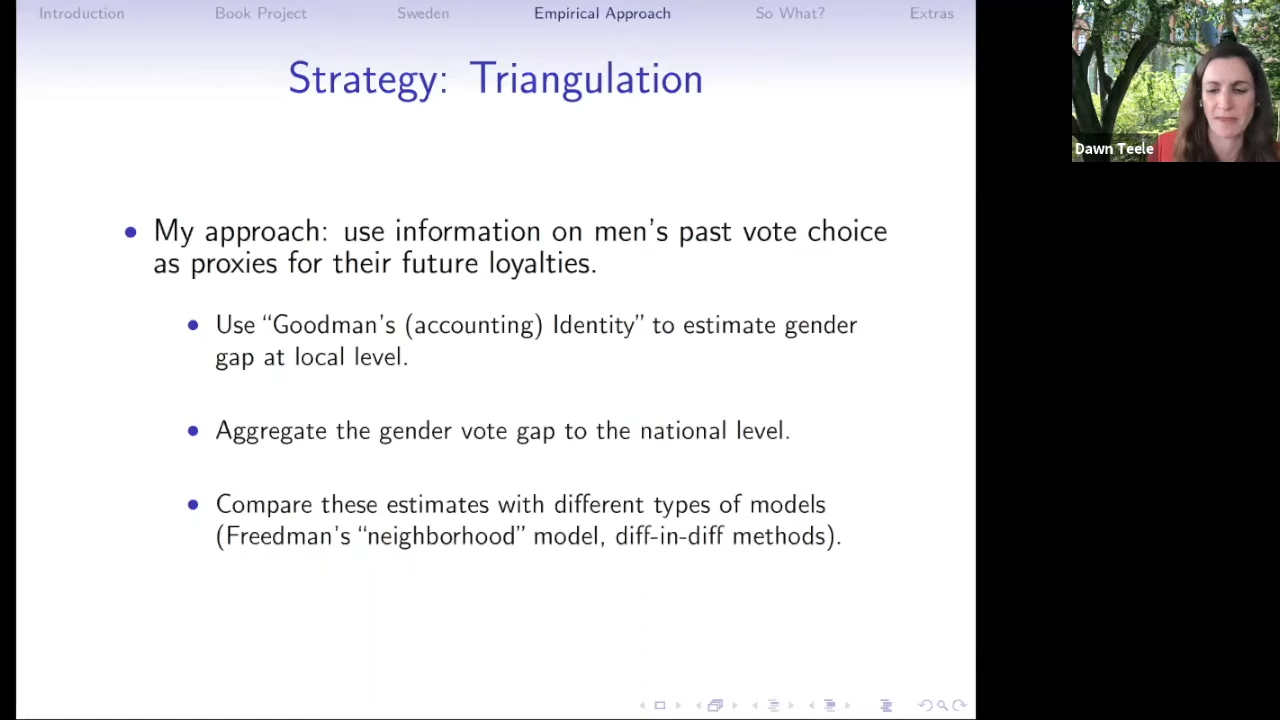 Introduction Book Project Sweden Empirical Approach So What? Extras
Strategy: Triangulation
Dawn Teele
• My approach: use information on men's past vote choice
as proxies for their future loyalties.
• Use “Goodman's (accounting) Identity” to estimate gender
gap at local level.
• Aggregate the gender vote gap to the national level.
• Compare these estimates with different types of models
(Freedman's “neighborhood” model, diff-in-diff methods).